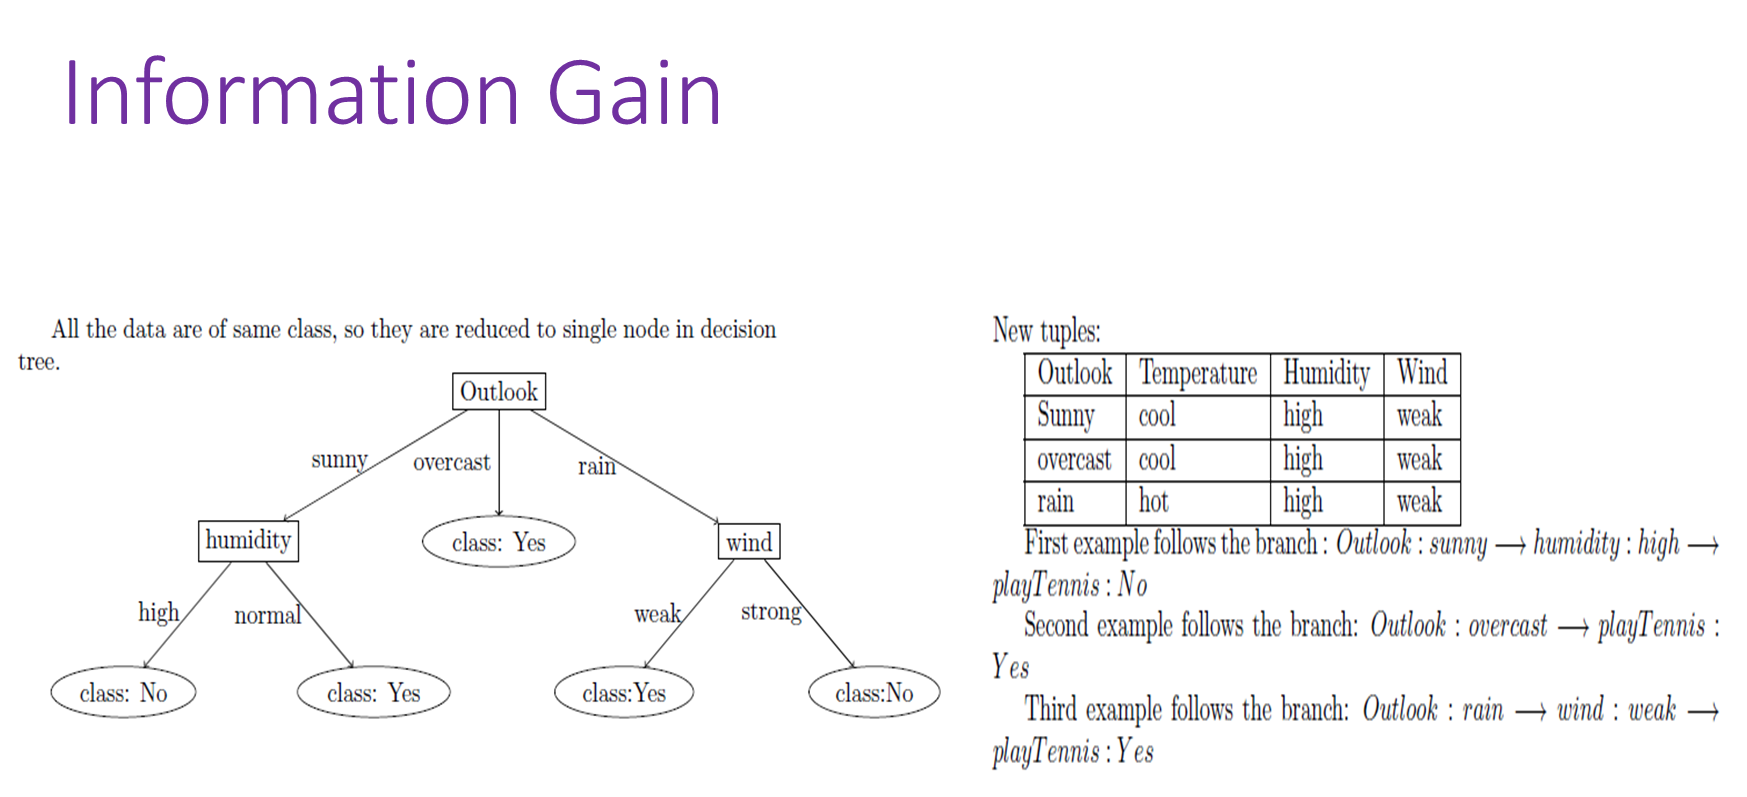 Information Gain
All the data are of same class, so they are reduced to single node in decision
tree.
Outlook
sunny overcast rain
humidity class: Yes wind
high normal weak strong
class: No class: Yes class:Yes class:No
New tuples:
Outlook Temperature Humidity Wind
Sunny cool high weak
overcast cool high weak
rain hot high weak
First example follows the branch : Outlook : sunny ⟶ humidity : high ⟶
playTennis : No
Second example follows the branch: Outlook : overcast ⟶ playTennis :
Yes
Third example follows the branch: Outlook : rain ⟶ wind : weak ⟶
playTennis : Yes